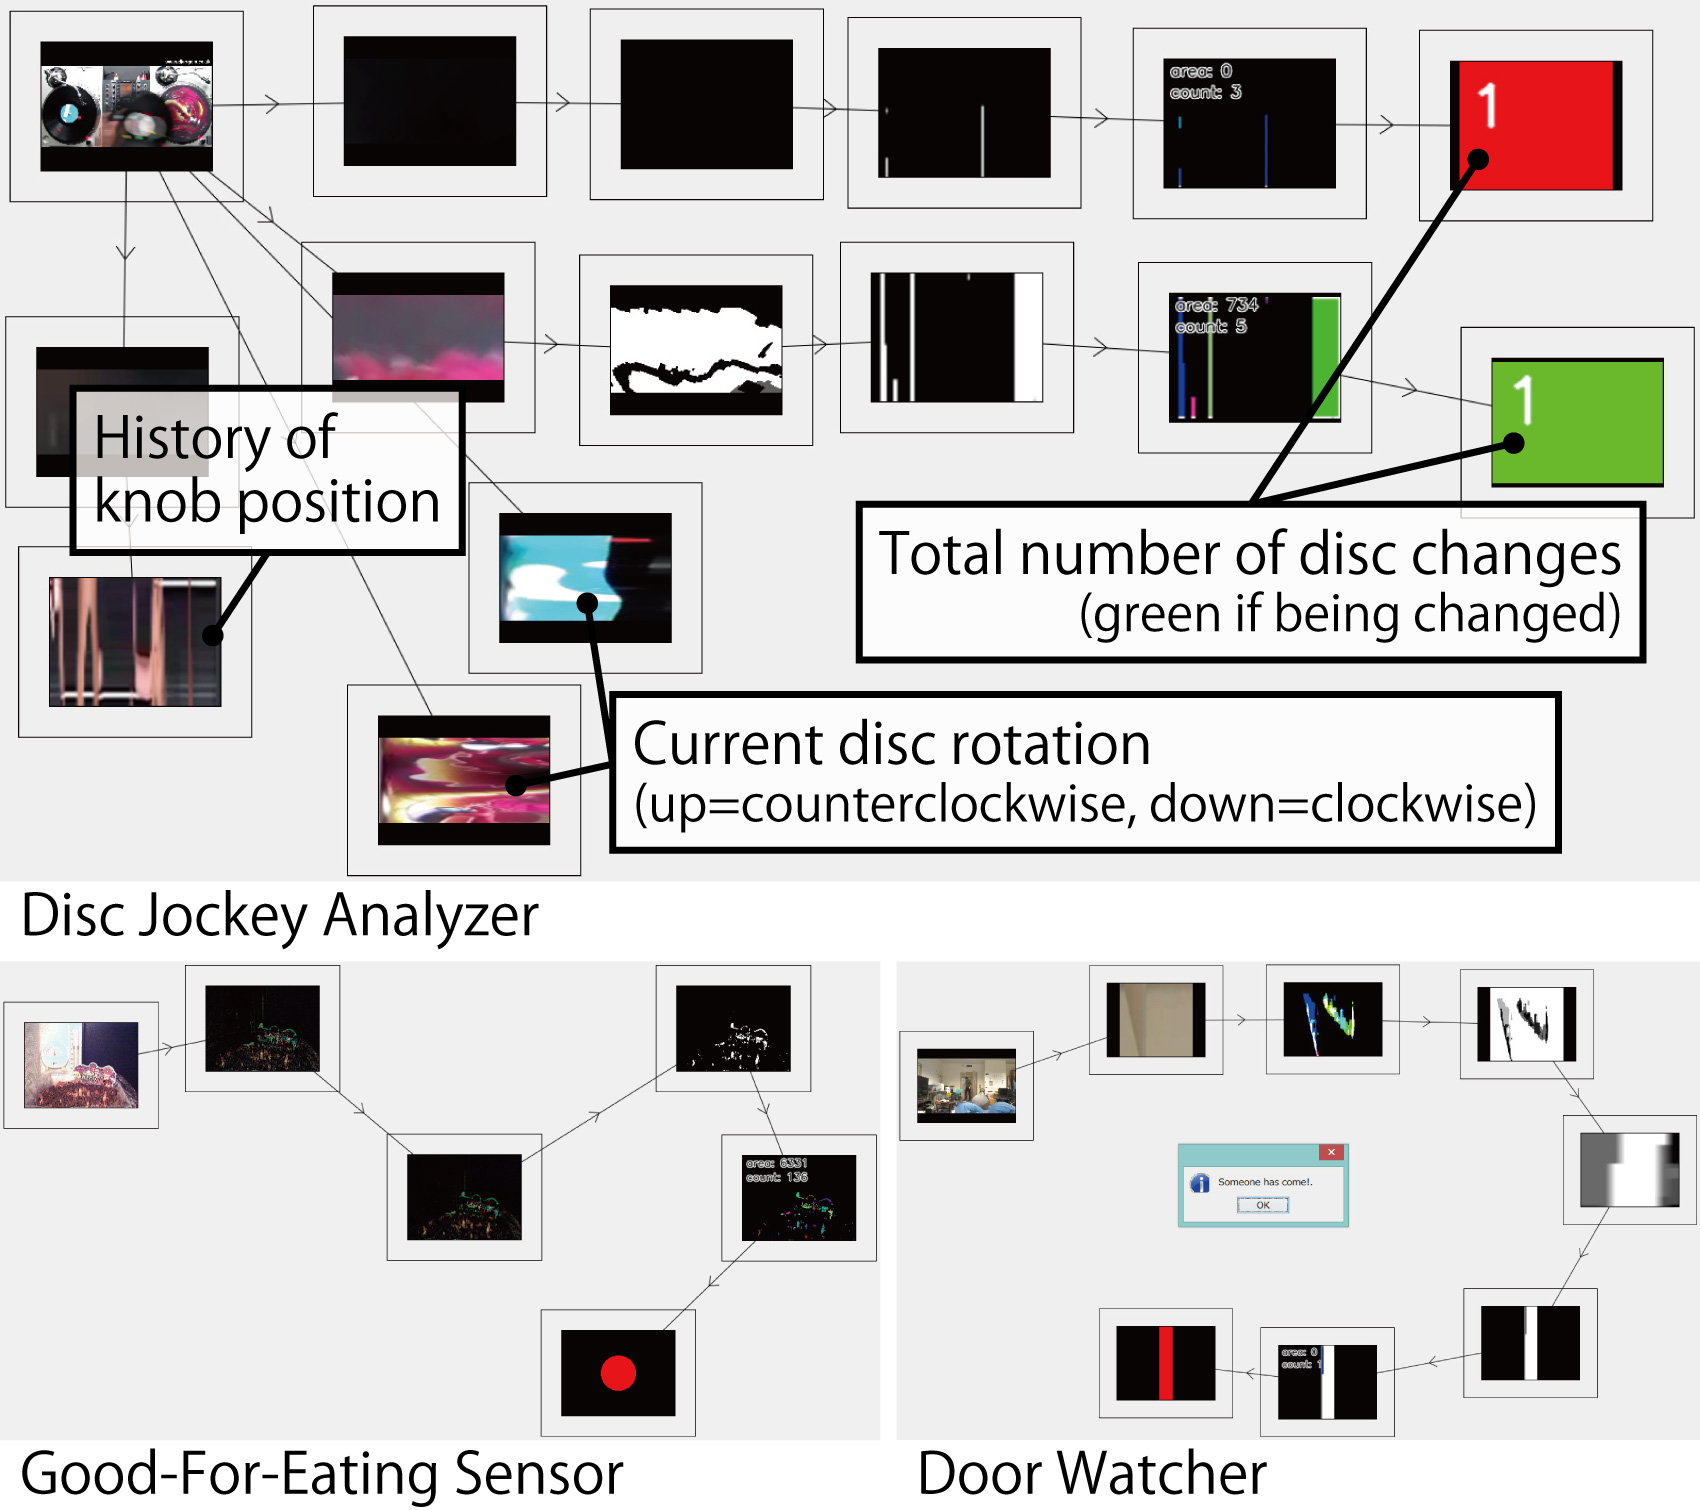 area: 0
count: 3
1
area: 734
count: 5
1
History of
knob position
Total number of disc changes
(green if being changed)
Current disc rotation
(up=counterclockwise, down=clockwise)
Disc Jockey Analyzer
area: 6331
count: 136
Good-For-Eating Sensor
Someone has come!.
OK
area: 0
count: 1
Door Watcher